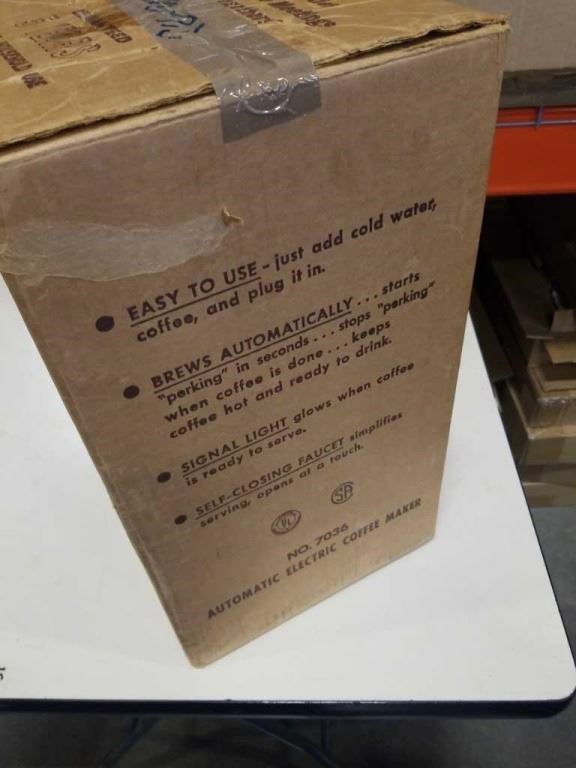 ● EASY TO USE - just add cold water,
coffee, and plug it in.
● BREWS AUTOMATICALLY... starts
"perking" in seconds... stops "perking"
when coffee is done... keeps
coffee hot and ready to drink.
● SIGNAL LIGHT glows when coffee
is ready to serve.
● SELF-CLOSING FAUCET simplifies
serving, opens at a touch.
UL
SA
NO. 7036
AUTOMATIC ELECTRIC COFFEE MAKER